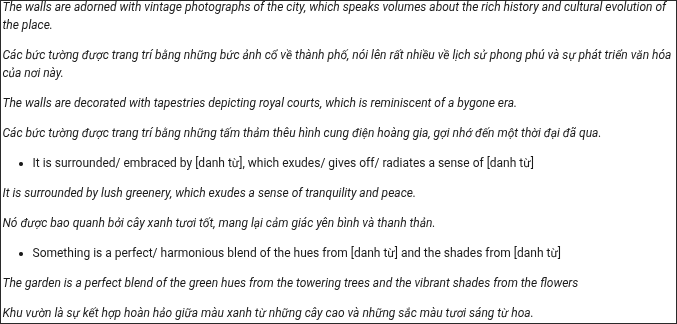 The walls are adorned with vintage photographs of the city, which speaks volumes about the rich history and cultural evolution of
the place.
Các bức tường được trang trí bằng những bức ảnh cổ về thành phố, nói lên rất nhiều về lịch sử phong phú và sự phát triển văn hóa
của nơi này.
The walls are decorated with tapestries depicting royal courts, which is reminiscent of a bygone era.
Các bức tường được trang trí bằng những tấm thảm thêu hình cung điện hoàng gia, gợi nhớ đến một thời đại đã qua.
• It is surrounded/ embraced by [danh từ], which exudes/ gives off/ radiates a sense of [danh từ]
It is surrounded by lush greenery, which exudes a sense of tranquility and peace.
Nó được bao quanh bởi cây xanh tươi tốt, mang lại cảm giác yên bình và thanh thản.
• Something is a perfect/ harmonious blend of the hues from [danh từ] and the shades from [danh từ]
The garden is a perfect blend of the green hues from the towering trees and the vibrant shades from the flowers
Khu vườn là sự kết hợp hoàn hảo giữa màu xanh từ những cây cao và những sắc màu tươi sáng từ hoa.